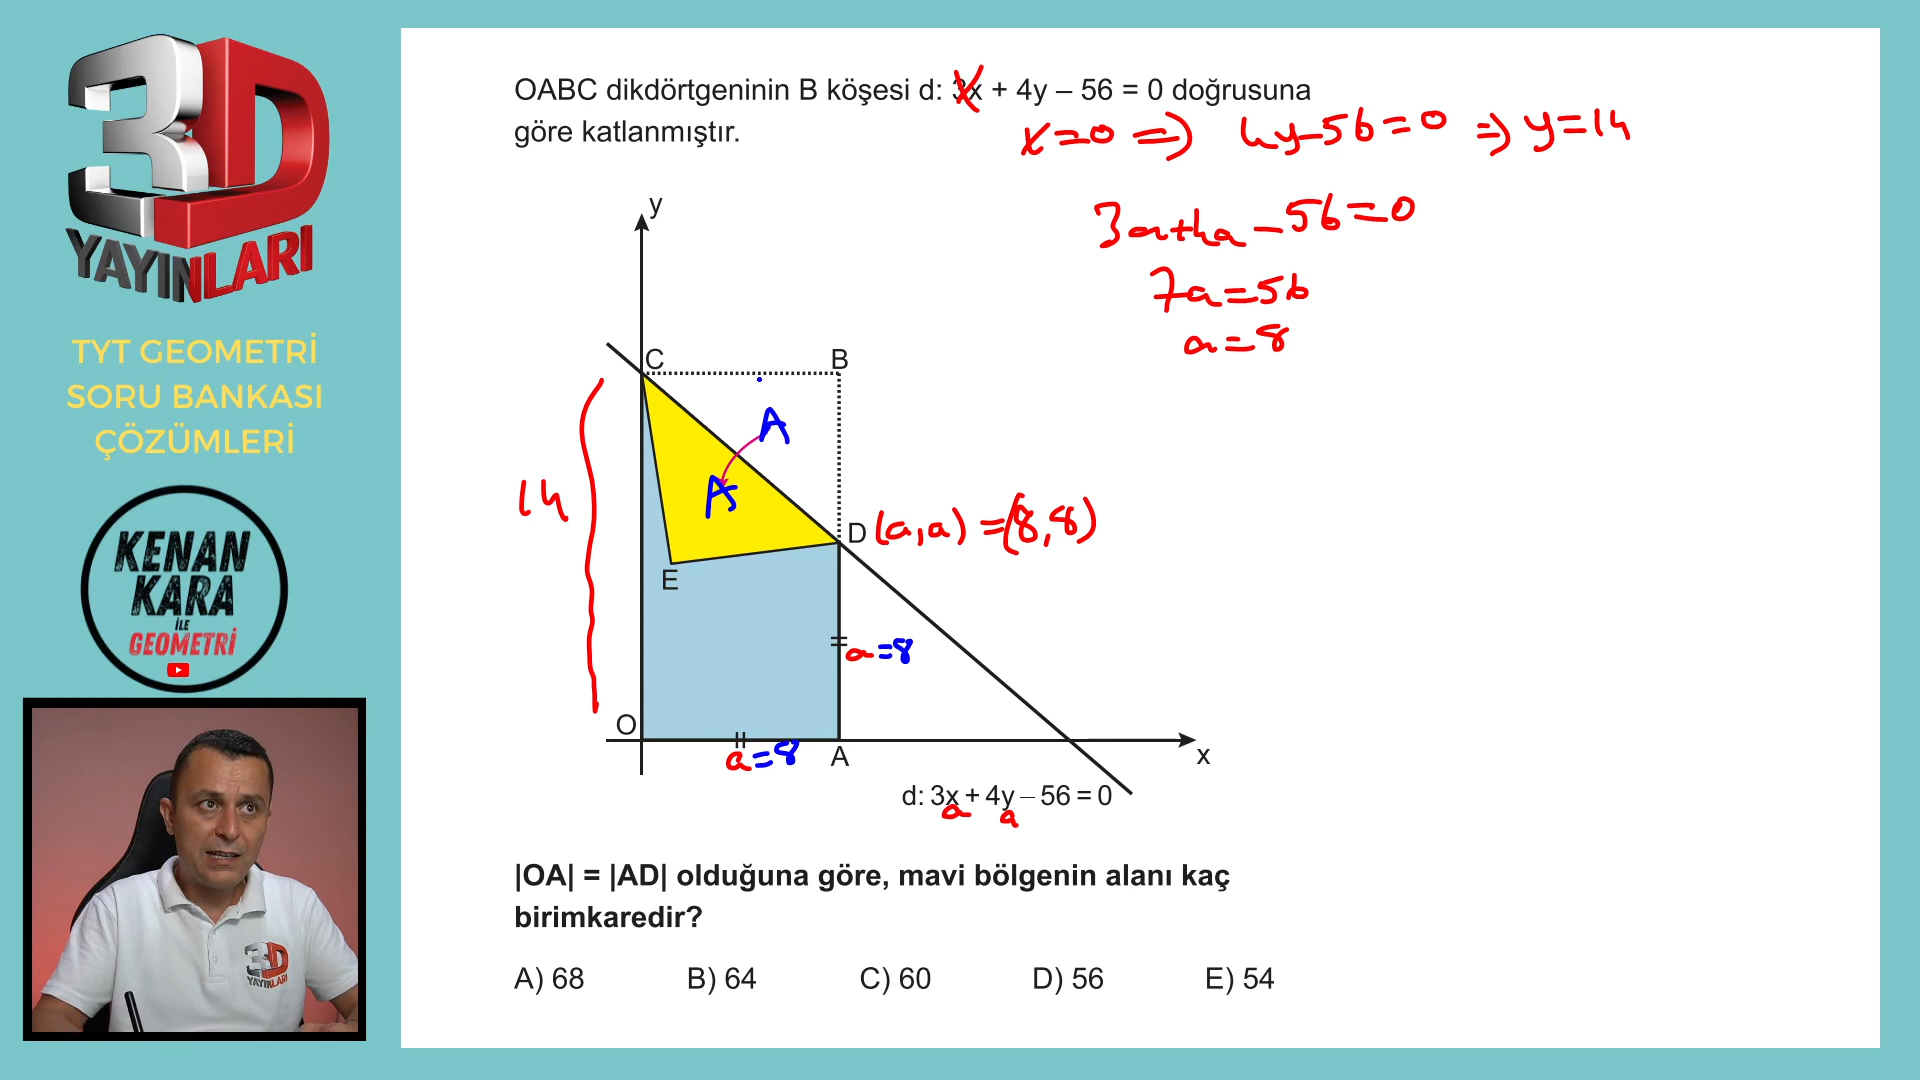 3D
YAYINLARI
TYT GEOMETRİ
SORU BANKASI
ÇÖZÜMLERİ
KENAN
KARA
İLE
GEOMETRİ
3D
YAYINLARI
OABC dikdörtgeninin B köşesi d: 3x + 4y – 56 = 0 doğrusuna
göre katlanmıştır.
x=0 => 4y-56=0 => y=14
3a+4a-56=0
7a=56
a=8
y
C
B
A
A
14
D (a,a) = (8,8)
E
a=8
O
a=8
A
x
d: 3x + 4y – 56 = 0
a a
|OA| = |AD| olduğuna göre, mavi bölgenin alanı kaç
birimkaredir?
A) 68 B) 64 C) 60 D) 56 E) 54